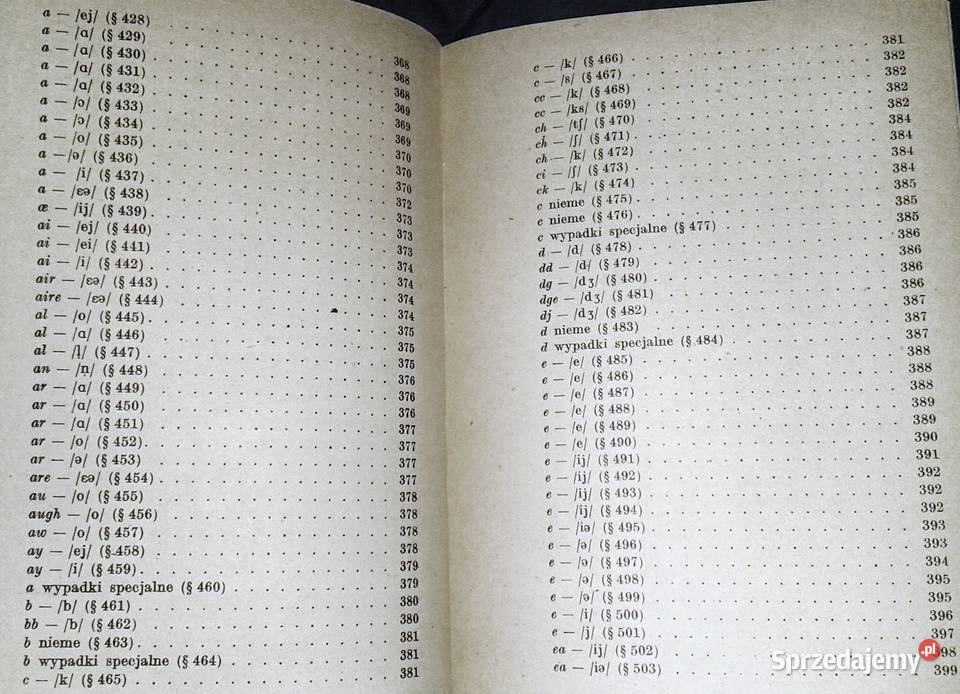 a — /ej/ (§ 428) . . . 368
a — /ɑ/ (§ 429) . . . 368
a — /ɑ/ (§ 430) . . . 368
a — /ɑ/ (§ 431) . . . 369
a — /ɑ/ (§ 432) . . . 369
a — /ɔ/ (§ 433) . . . 369
a — /ɔ/ (§ 434) . . . 370
a — /o/ (§ 435) . . . 370
a — /ə/ (§ 436) . . . 370
a — /i/ (§ 437) . . . 372
a — /ɛə/ (§ 438) . . . 373
æ — /ij/ (§ 439) . . . 373
ai — /ej/ (§ 440) . . . 373
ai — /ei/ (§ 441) . . . 374
ai — /i/ (§ 442) . . . 374
air — /ɛə/ (§ 443) . . . 374
aire — /ɛə/ (§ 444) . . . 374
al — /o/ (§ 445) . . . 375
al — /ɑ/ (§ 446) . . . 375
al — /l̩/ (§ 447) . . . 375
an — /n̩/ (§ 448) . . . 376
ar — /ɑ/ (§ 449) . . . 376
ar — /ɑ/ (§ 450) . . . 376
ar — /ɑ/ (§ 451) . . . 377
ar — /o/ (§ 452) . . . 377
ar — /ə/ (§ 453) . . . 377
are — /ɛə/ (§ 454) . . . 377
au — /o/ (§ 455) . . . 378
augh — /o/ (§ 456) . . . 378
aw — /o/ (§ 457) . . . 378
ay — /ej/ (§ 458) . . . 378
ay — /i/ (§ 459) . . . 379
a wypadki specjalne (§ 460) . . . 379
b — /b/ (§ 461) . . . 380
bb — /b/ (§ 462) . . . 380
b nieme (§ 463) . . . 381
b wypadki specjalne (§ 464) . . . 381
c — /k/ (§ 465) . . . 381
c — /k/ (§ 466) . . . 381
c — /s/ (§ 467) . . . 382
cc — /k/ (§ 468) . . . 382
cc — /ks/ (§ 469) . . . 382
ch — /tʃ/ (§ 470) . . . 382
ch — /ʃ/ (§ 471) . . . 384
ch — /k/ (§ 472) . . . 384
ci — /ʃ/ (§ 473) . . . 384
ck — /k/ (§ 474) . . . 384
c nieme (§ 475) . . . 385
c nieme (§ 476) . . . 385
c wypadki specjalne (§ 477) . . . 385
d — /d/ (§ 478) . . . 386
dd — /d/ (§ 479) . . . 386
dg — /dʒ/ (§ 480) . . . 386
dge — /dʒ/ (§ 481) . . . 386
dj — /dʒ/ (§ 482) . . . 387
d nieme (§ 483) . . . 387
d wypadki specjalne (§ 484) . . . 387
e — /e/ (§ 485) . . . 388
e — /e/ (§ 486) . . . 388
e — /e/ (§ 487) . . . 388
e — /e/ (§ 488) . . . 389
e — /e/ (§ 489) . . . 389
e — /e/ (§ 490) . . . 390
e — /ij/ (§ 491) . . . 391
e — /ij/ (§ 492) . . . 392
e — /ij/ (§ 493) . . . 392
e — /ij/ (§ 494) . . . 392
e — /iə/ (§ 495) . . . 393
e — /ə/ (§ 496) . . . 393
e — /ə/ (§ 497) . . . 394
e — /ə/ (§ 498) . . . 395
e — /ə/ (§ 499) . . . 395
e — /i/ (§ 500) . . . 396
e — /j/ (§ 501) . . . 397
ea — /ij/ (§ 502) . . . 398
ea — /iə/ (§ 503) . . . 399
Sprzedajemy.pl